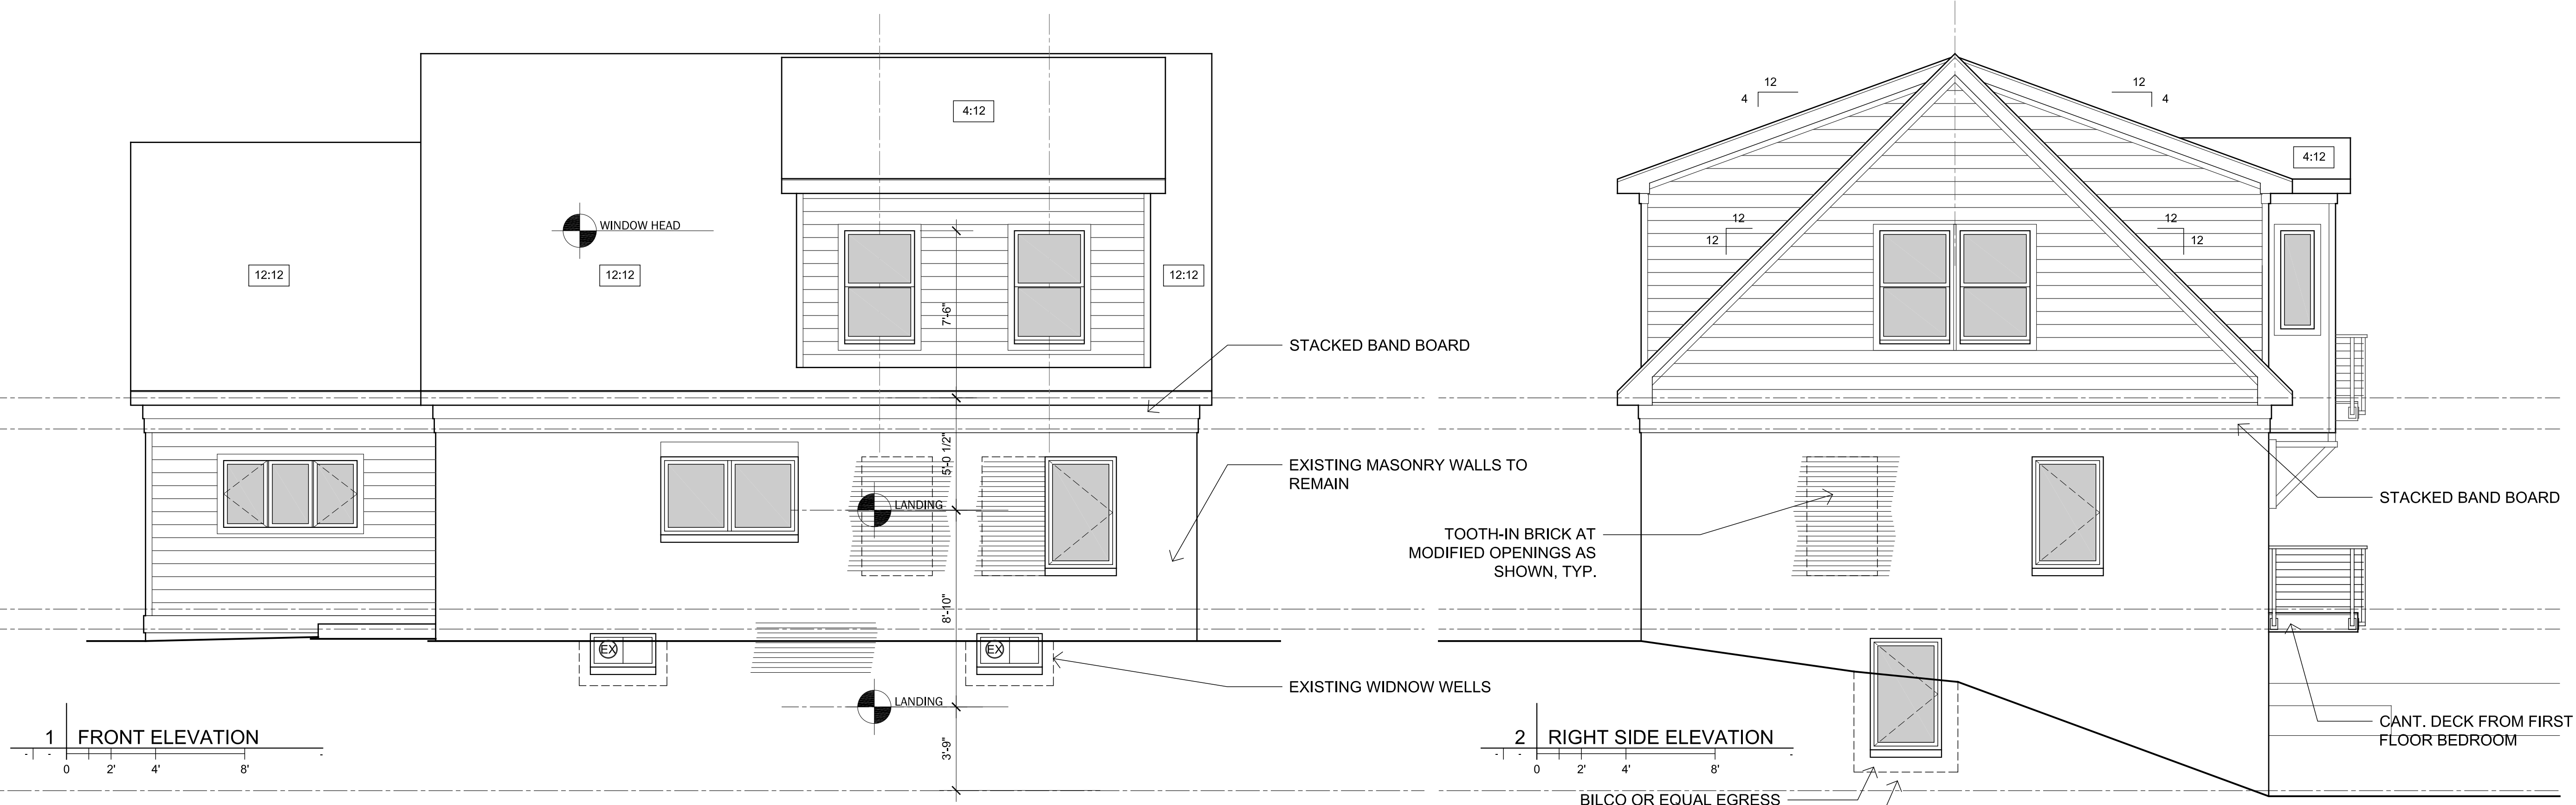 4:12
WINDOW HEAD
12:12
12:12
12:12
7'-6"
STACKED BAND BOARD
5'-0 1/2"
EXISTING MASONRY WALLS TO
REMAIN
LANDING
8'-10"
EX
EX
EXISTING WIDNOW WELLS
LANDING
3'-9"
1 FRONT ELEVATION
- -
-
0 2' 4' 8'
12
4
12
4
4:12
12
12
12
12
STACKED BAND BOARD
TOOTH-IN BRICK AT
MODIFIED OPENINGS AS
SHOWN, TYP.
CANT. DECK FROM FIRST
FLOOR BEDROOM
2 RIGHT SIDE ELEVATION
- -
-
0 2' 4' 8'
BILCO OR EQUAL EGRESS